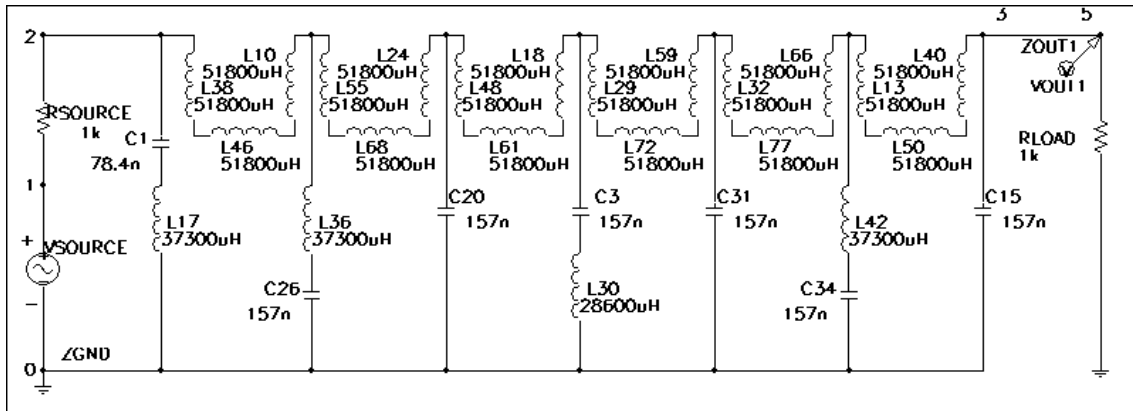 3 5
2
L10
51800uH
L38
51800uH
L46
51800uH
L24
51800uH
L55
51800uH
L68
51800uH
L18
51800uH
L48
51800uH
L61
51800uH
L59
51800uH
L29
51800uH
L72
51800uH
L66
51800uH
L32
51800uH
L77
51800uH
L40
51800uH
L13
51800uH
L50
51800uH
ZOUT1
V
VOUT1
RSOURCE
1k
C1
78.4n
RLOAD
1k
1
L17
37300uH
L36
37300uH
C20
157n
C3
157n
C31
157n
L42
37300uH
C15
157n
+
VSOURCE
-
C26
157n
L30
28600uH
C34
157n
ZGND
0